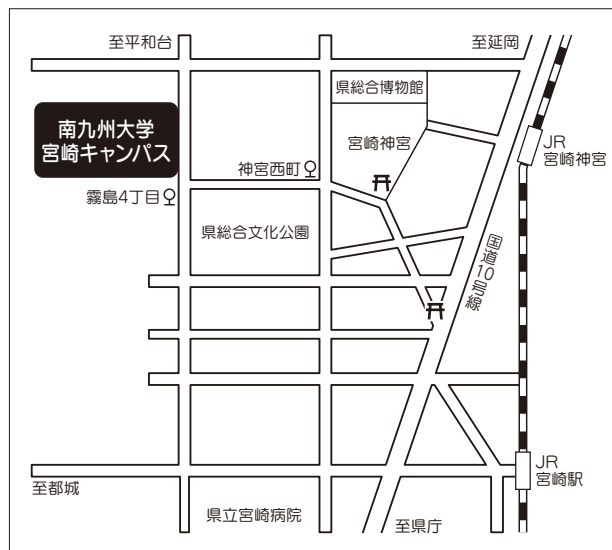 至平和台
至延岡
県総合博物館
南九州大学
宮崎キャンパス
宮崎神宮
JR
宮崎神宮
神宮西町
霧島4丁目
県総合文化公園
国道10号線
JR
宮崎駅
至都城
県立宮崎病院
至県庁